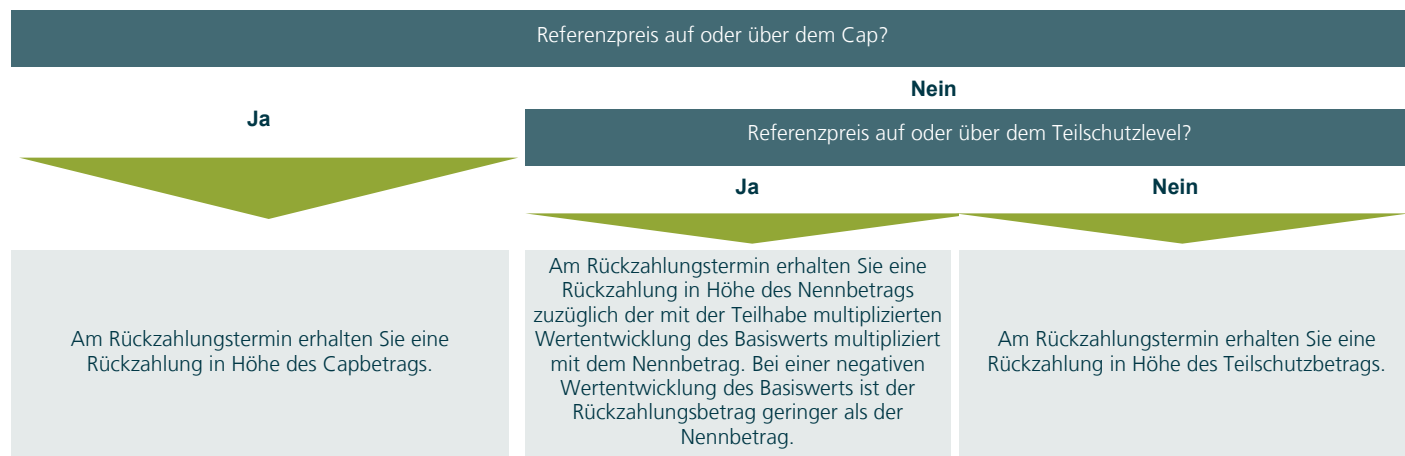 Referenzpreis auf oder über dem Cap?
Ja
Nein
Referenzpreis auf oder über dem Teilschutzlevel?
Ja
Nein
Am Rückzahlungstermin erhalten Sie eine
Rückzahlung in Höhe des Capbetrags.
Am Rückzahlungstermin erhalten Sie eine
Rückzahlung in Höhe des Nennbetrags
zuzüglich der mit der Teilhabe multiplizierten
Wertentwicklung des Basiswerts multipliziert
mit dem Nennbetrag. Bei einer negativen
Wertentwicklung des Basiswerts ist der
Rückzahlungsbetrag geringer als der
Nennbetrag.
Am Rückzahlungstermin erhalten Sie eine
Rückzahlung in Höhe des Teilschutzbetrags.